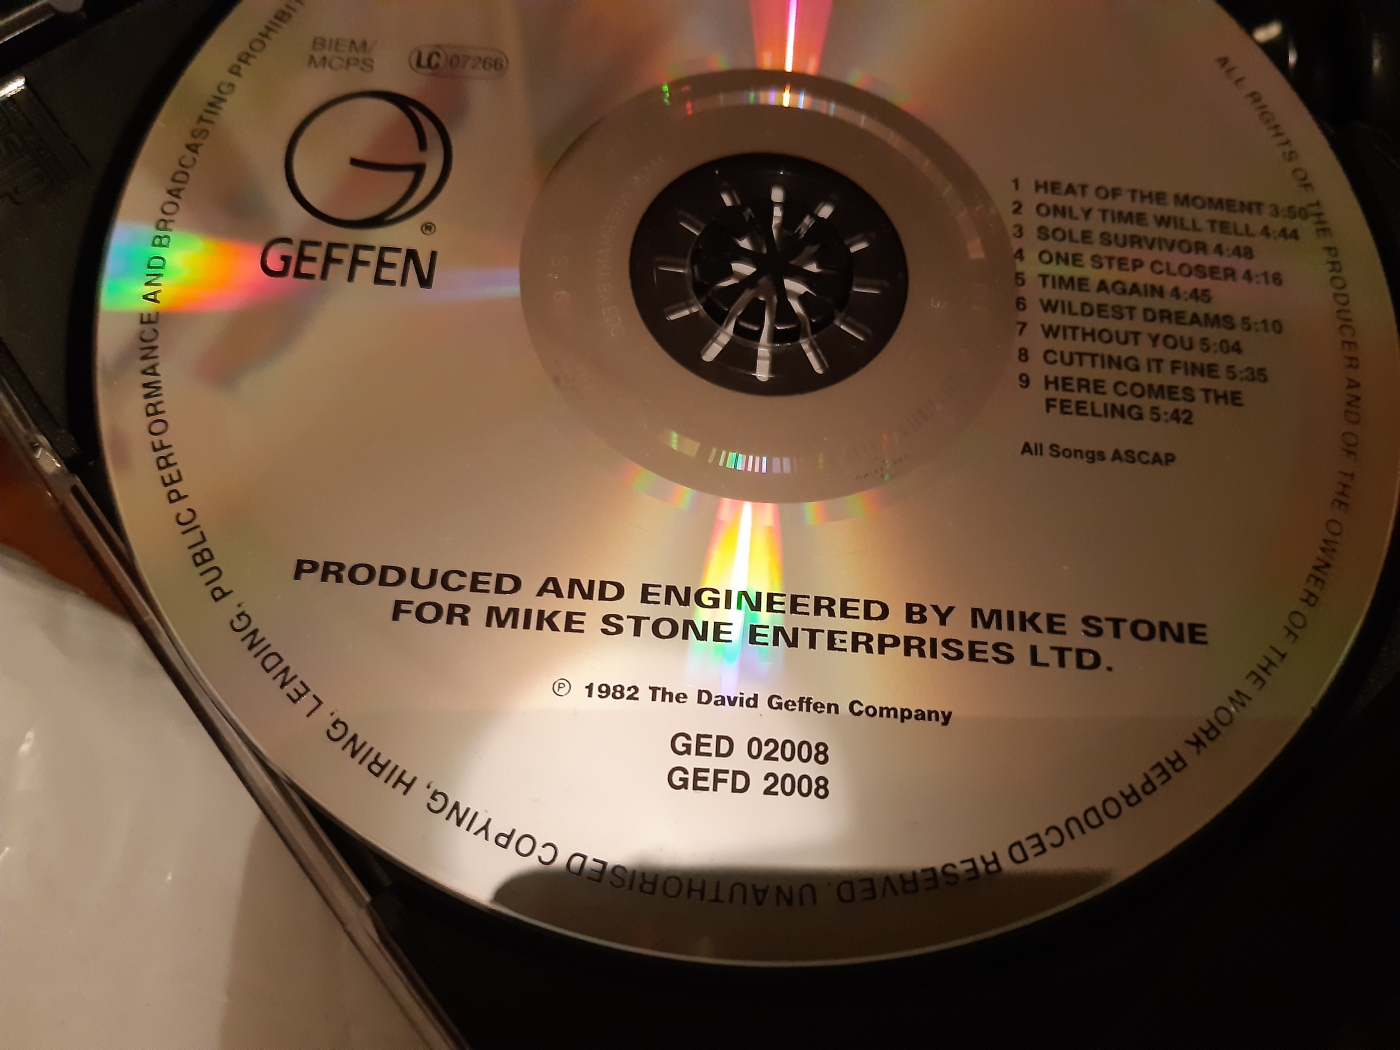 BIEM/
MCPS
LC 07266
GEFFEN®
1 HEAT OF THE MOMENT 3:50
2 ONLY TIME WILL TELL 4:44
3 SOLE SURVIVOR 4:48
4 ONE STEP CLOSER 4:16
5 TIME AGAIN 4:45
6 WILDEST DREAMS 5:10
7 WITHOUT YOU 5:04
8 CUTTING IT FINE 5:35
9 HERE COMES THE
FEELING 5:42
All Songs ASCAP
PRODUCED AND ENGINEERED BY MIKE STONE
FOR MIKE STONE ENTERPRISES LTD.
℗ 1982 The David Geffen Company
GED 02008
GEFD 2008
ALL RIGHTS OF THE PRODUCER AND OF THE OWNER OF THE WORK REPRODUCED RESERVED. UNAUTHORISED COPYING, HIRING, LENDING, PUBLIC PERFORMANCE AND BROADCASTING PROHIBIT